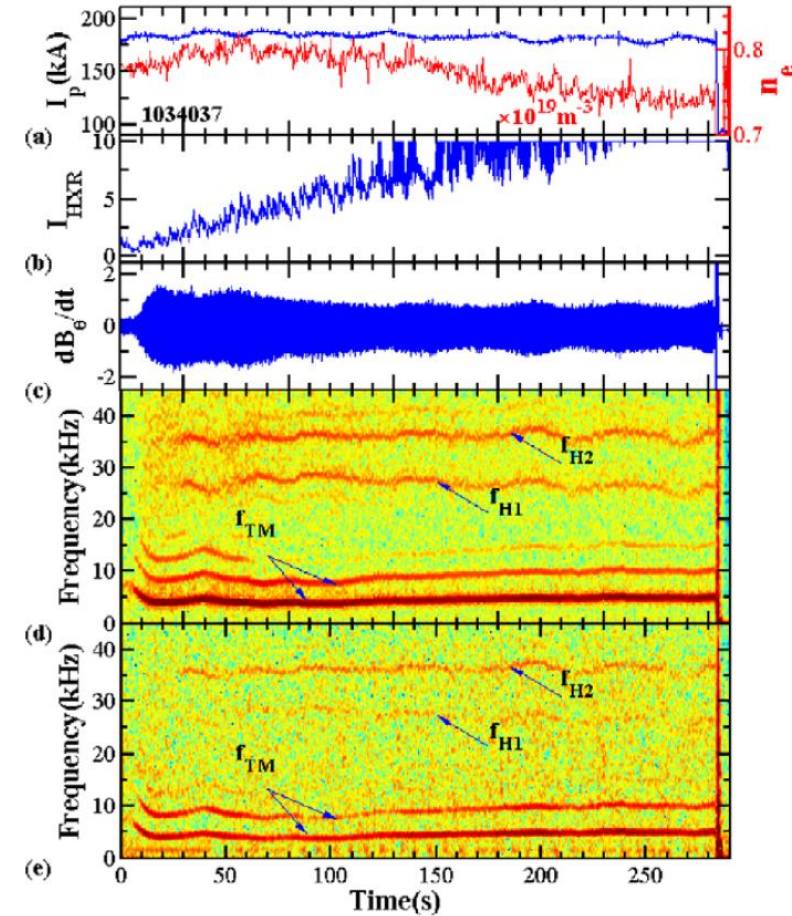 I_p(kA)
200
150
100
1034037
×10^19 m^-3
0.8
0.7
n_e
(a)
I_HXR
10
5
0
(b)
dB_θ/dt
2
0
-2
(c)
Frequency(kHz)
40
30
20
10
0
f_H2
f_H1
f_TM
(d)
Frequency(kHz)
40
30
20
10
0
f_H2
f_H1
f_TM
(e)
0 50 100 150 200 250
Time(s)